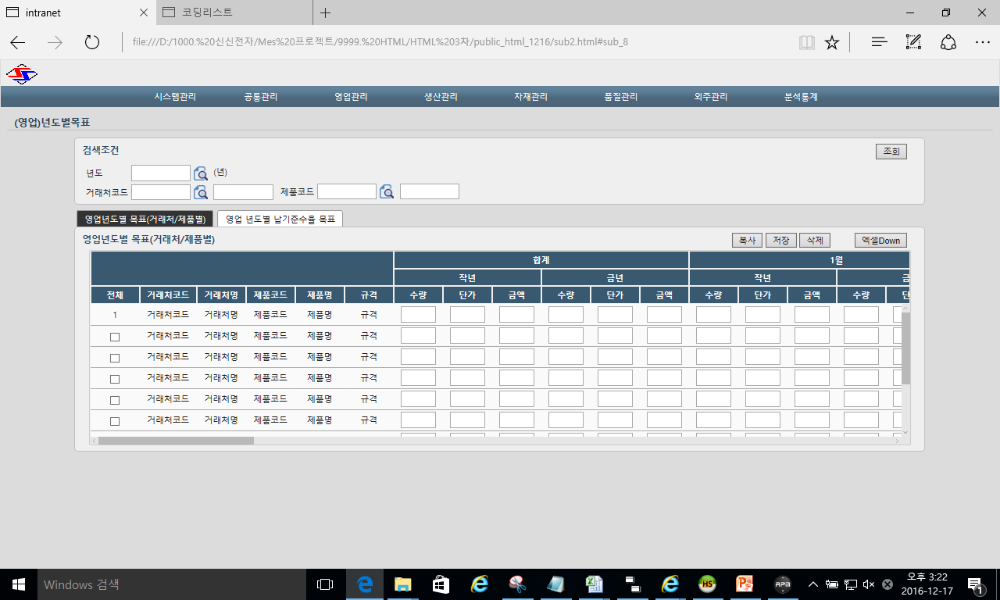 intranet
코딩리스트
file:///D:/1000.%20신신전자/Mes%20프로젝트/9999.%20HTML/HTML%203차/public_html_1216/sub2.html#sub_8
시스템관리 공통관리 영업관리 생산관리 자재관리 품질관리 외주관리 분석통계
(영업)년도별목표
검색조건 조회
년도 (년)
거래처코드 제품코드
영업년도별 목표(거래처/제품별) 영업 년도별 납기준수율 목표
영업년도별 목표(거래처/제품별) 복사 저장 삭제 엑셀Down
합계 1월
작년 금년 작년 금
전체 거래처코드 거래처명 제품코드 제품명 규격 수량 단가 금액 수량 단가 금액 수량 단가 금액 수량 단
1 거래처코드 거래처명 제품코드 제품명 규격
거래처코드 거래처명 제품코드 제품명 규격
거래처코드 거래처명 제품코드 제품명 규격
거래처코드 거래처명 제품코드 제품명 규격
거래처코드 거래처명 제품코드 제품명 규격
거래처코드 거래처명 제품코드 제품명 규격
Windows 검색
HS
APM
오후 3:22
2016-12-17
1